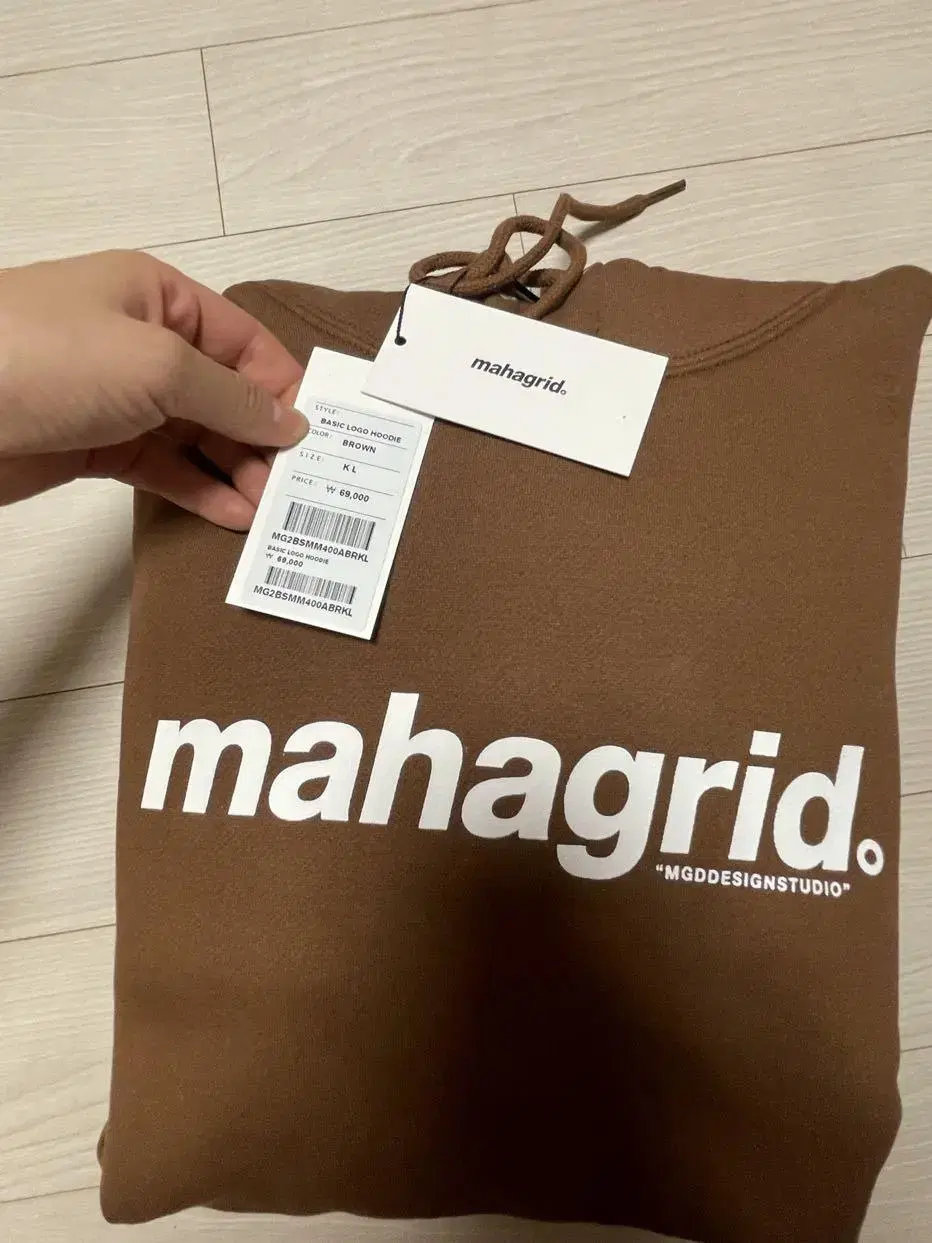 mahagrid.
STYLE:
BASIC LOGO HOODIE
COLOR:
BROWN
SIZE:
KL
PRICE:
₩ 69,000
MG2BSMM400ABRKL
BASIC LOGO HOODIE
₩ 69,000
MG2BSMM400ABRKL
mahagrid.
“MGDDESIGNSTUDIO”